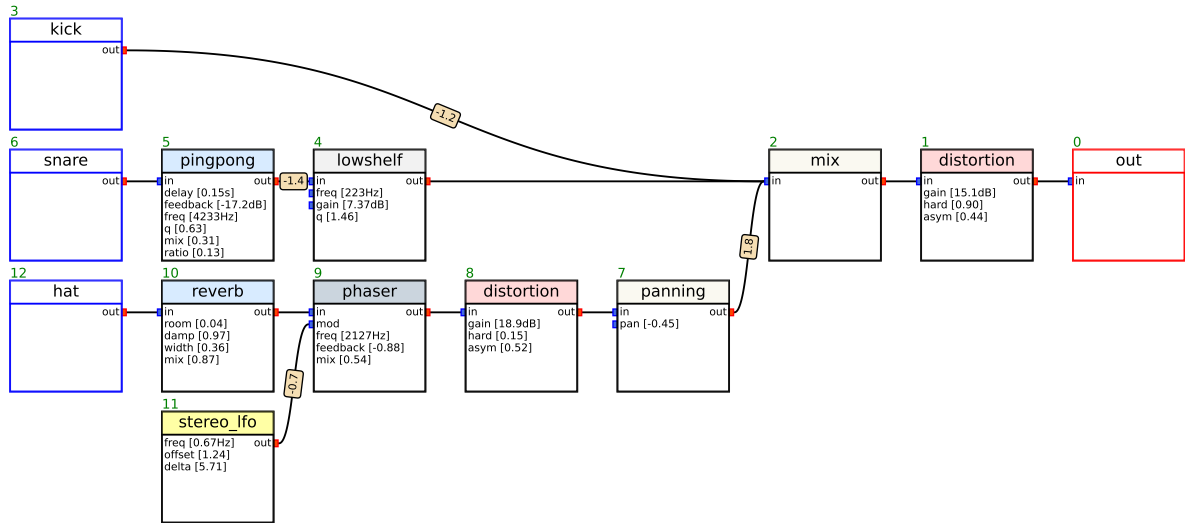 3
kick
out
-1.2
6
snare
out
5
pingpong
in out
delay [0.15s]
feedback [-17.2dB]
freq [4233Hz]
q [0.63]
mix [0.31]
ratio [0.13]
-1.4
4
lowshelf
in out
freq [223Hz]
gain [7.37dB]
q [1.46]
2
mix
in out
1
distortion
in out
gain [15.1dB]
hard [0.90]
asym [0.44]
0
out
in
12
hat
out
10
reverb
in out
room [0.04]
damp [0.97]
width [0.36]
mix [0.87]
9
phaser
in out
mod
freq [2127Hz]
feedback [-0.88]
mix [0.54]
8
distortion
in out
gain [18.9dB]
hard [0.15]
asym [0.52]
7
panning
in out
pan [-0.45]
1.8
-0.7
11
stereo_lfo
freq [0.67Hz] out
offset [1.24]
delta [5.71]